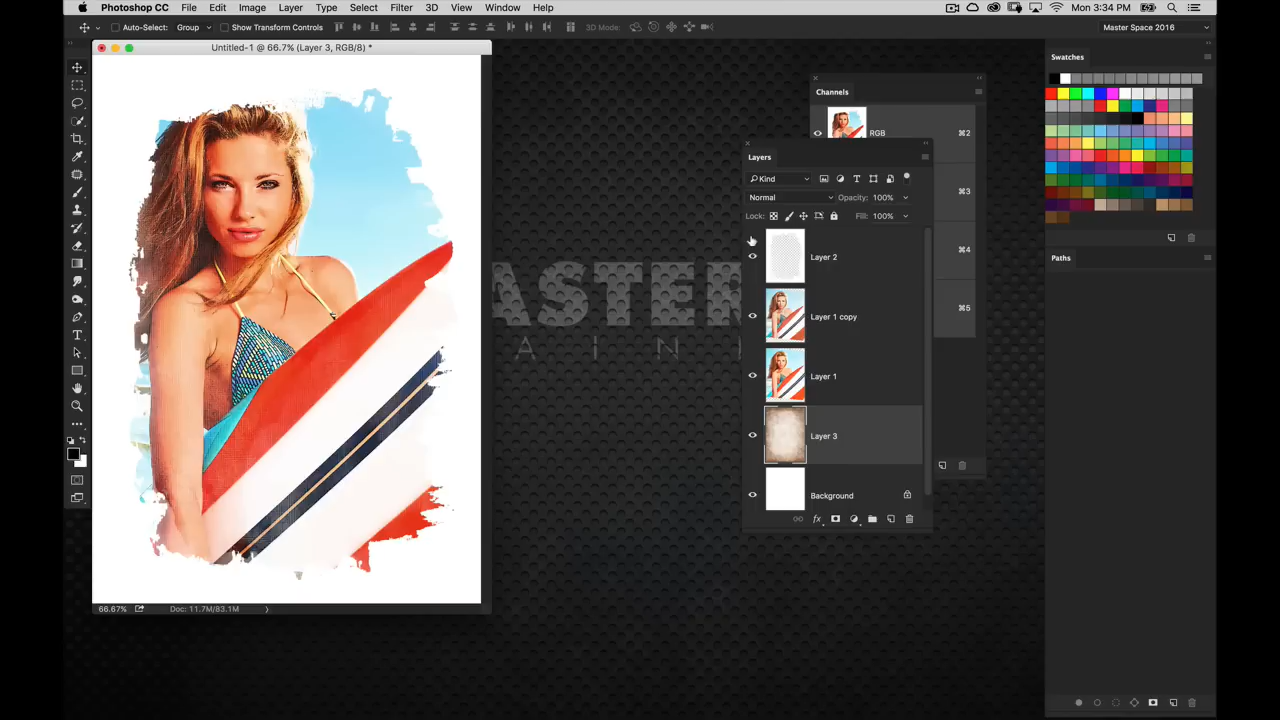 Photoshop CC File Edit Image Layer Type Select Filter 3D View Window Help Mon 3:34 PM
Auto-Select: Group Show Transform Controls 3D Mode: Master Space 2016
Untitled-1 @ 66.7% (Layer 3, RGB/8) *
Swatches
Channels
RGB ⌘2
Layers
Kind
⌘3
Normal Opacity: 100%
Lock: Fill: 100%
⌘4
Layer 2
Paths
⌘5
Layer 1 copy
ASTER
A I N
Layer 1
Layer 3
Background
fx
66.67% Doc: 11.7M/83.1M